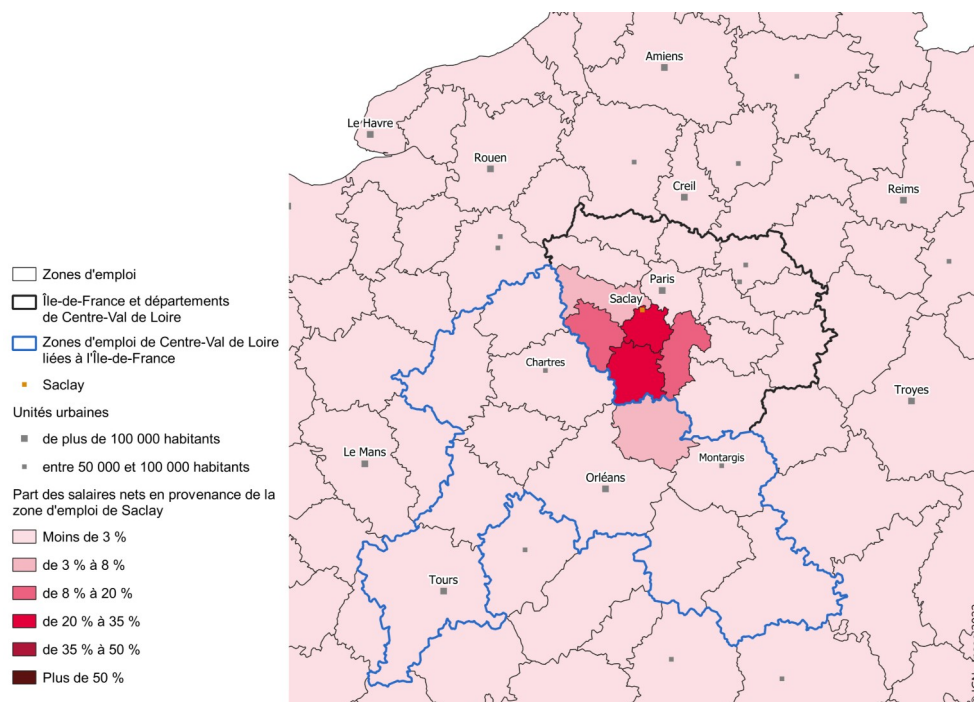 Zones d'emploi
Île-de-France et départements
de Centre-Val de Loire
Zones d'emploi de Centre-Val de Loire
liées à l'Île-de-France
Saclay
Unités urbaines
de plus de 100 000 habitants
entre 50 000 et 100 000 habitants
Part des salaires nets en provenance de la
zone d'emploi de Saclay
Moins de 3 %
de 3 % à 8 %
de 8 % à 20 %
de 20 % à 35 %
de 35 % à 50 %
Plus de 50 %
Amiens
Le Havre
Rouen
Creil
Reims
Paris
Saclay
Chartres
Troyes
Le Mans
Montargis
Orléans
Tours